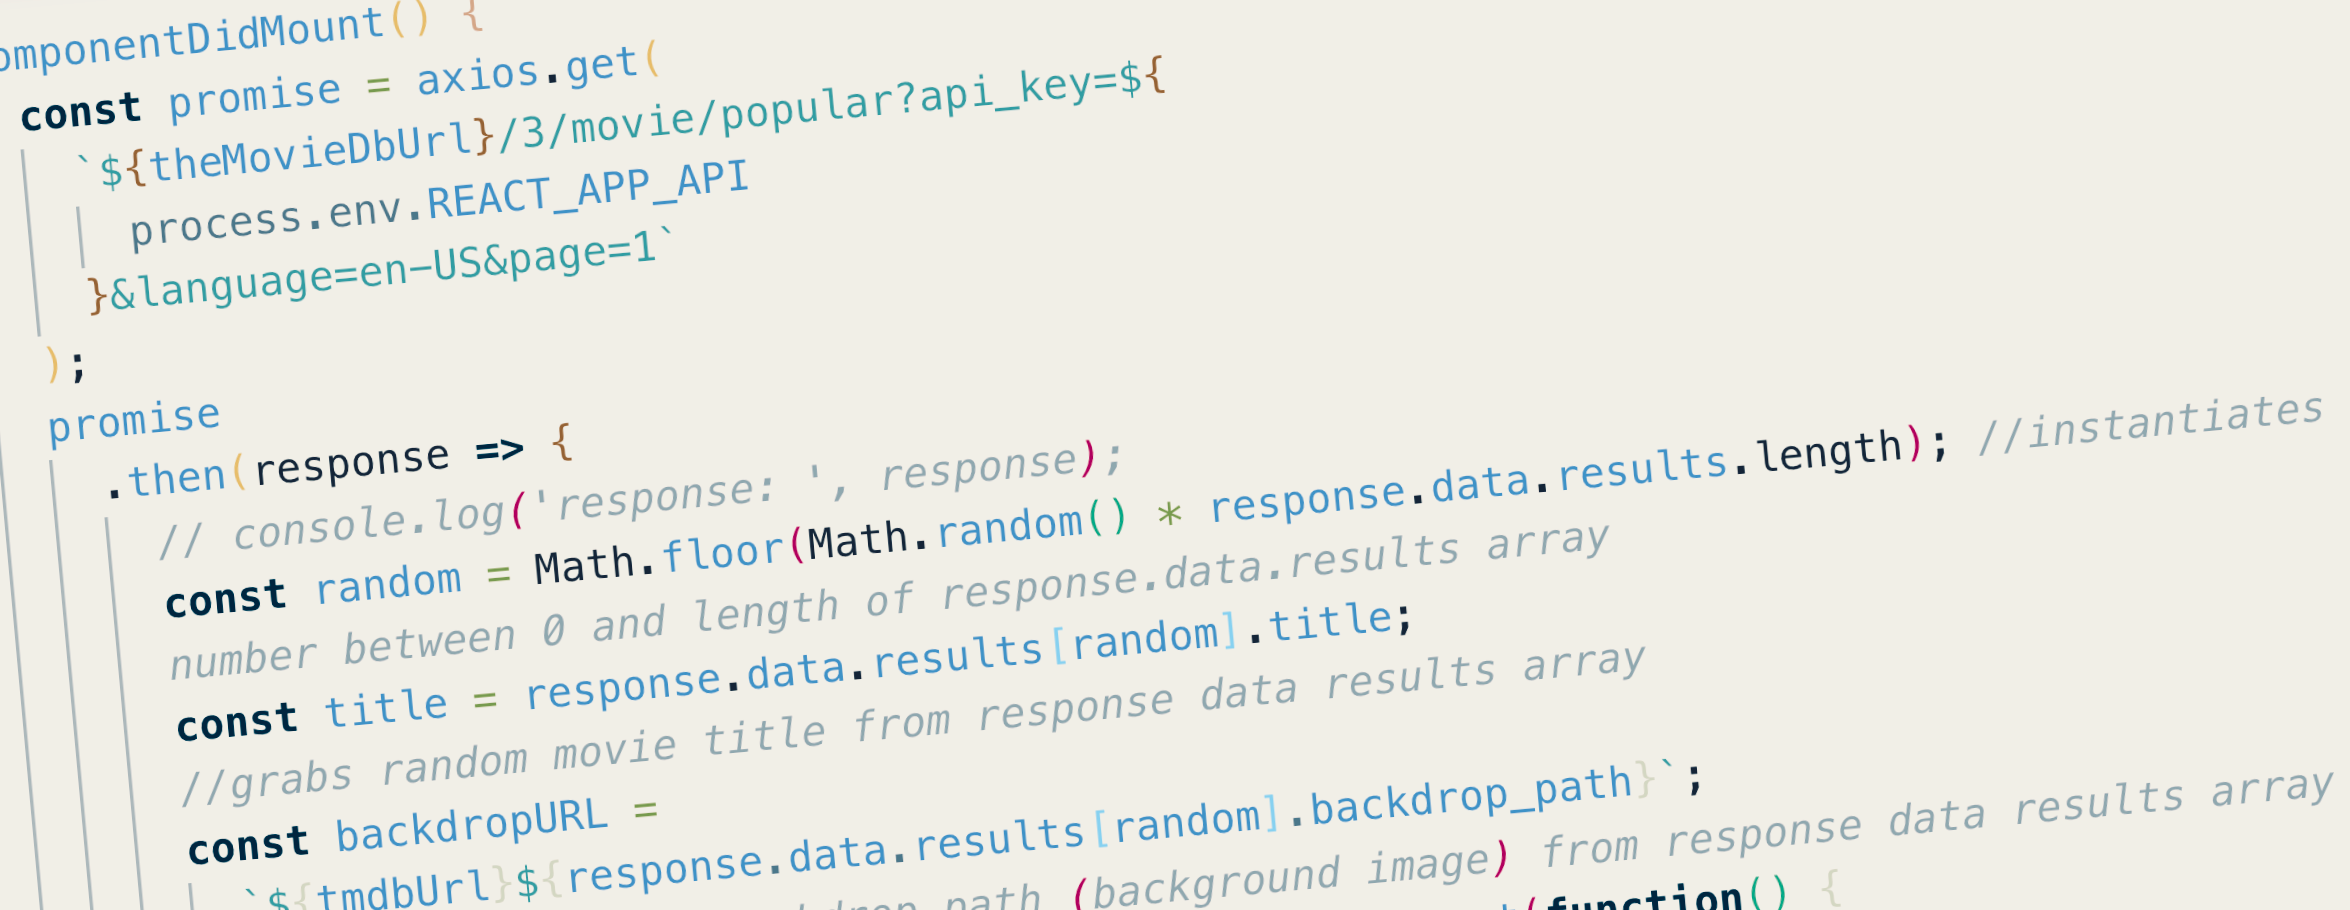 omponentDidMount() {
const promise = axios.get(
`${theMovieDbUrl}/3/movie/popular?api_key=${
process.env.REACT_APP_API
}&language=en-US&page=1`
);
promise
.then(response => {
// console.log('response: ', response);
const random = Math.floor(Math.random() * response.data.results.length); //instantiates
number between 0 and length of response.data.results array
const title = response.data.results[random].title;
//grabs random movie title from response data results array
const backdropURL =
`${tmdbUrl}${response.data.results[random].backdrop_path}`;
path (background image) from response data results array
(function() {